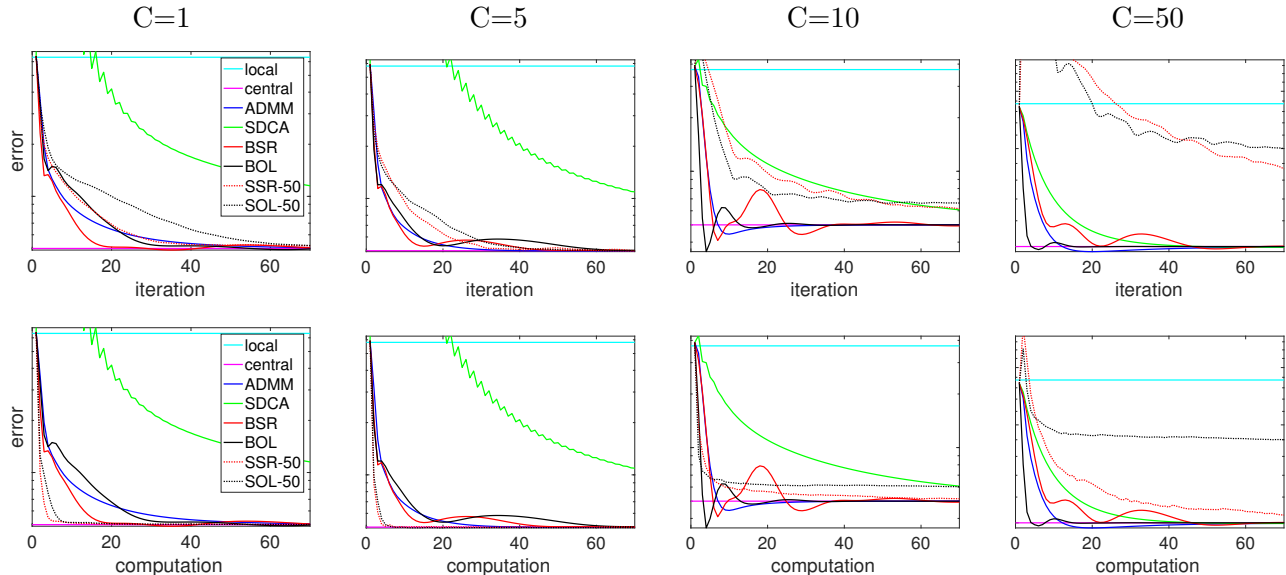 C=1 C=5 C=10 C=50
error
local
central
ADMM
SDCA
BSR
BOL
SSR-50
SOL-50
0 20 40 60
iteration
0 20 40 60
iteration
0 20 40 60
iteration
0 20 40 60
iteration
error
local
central
ADMM
SDCA
BSR
BOL
SSR-50
SOL-50
0 20 40 60
computation
0 20 40 60
computation
0 20 40 60
computation
0 20 40 60
computation